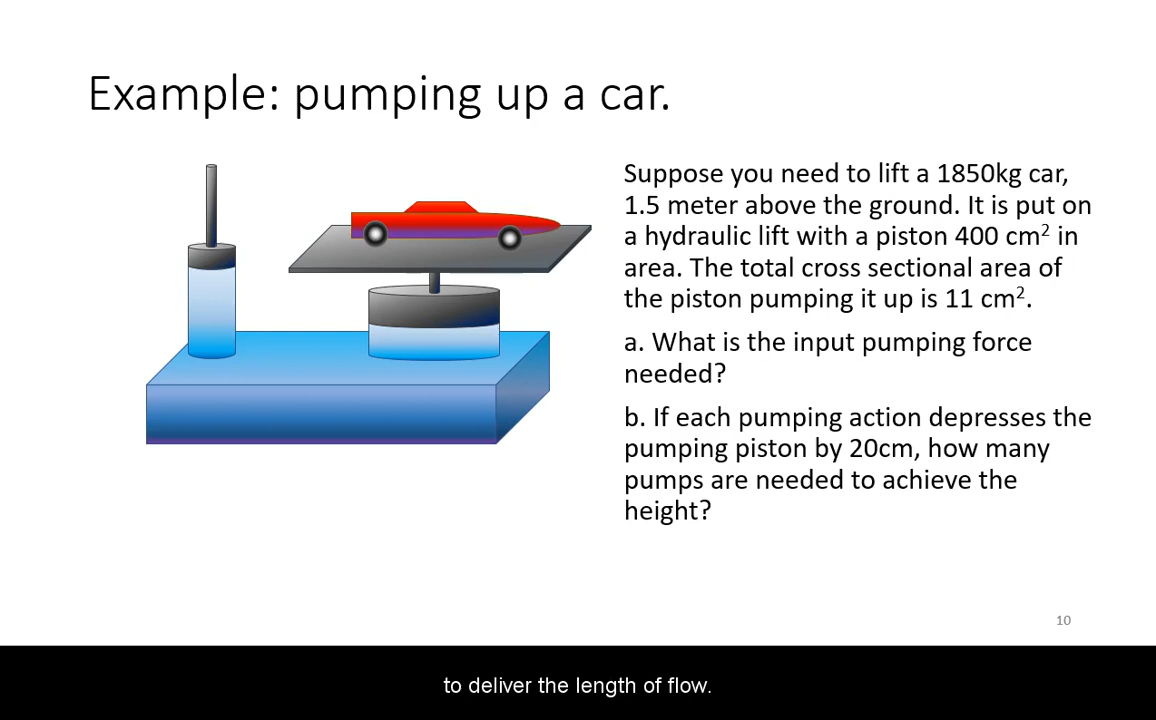 Example: pumping up a car.
Suppose you need to lift a 1850kg car,
1.5 meter above the ground. It is put on
a hydraulic lift with a piston 400 cm² in
area. The total cross sectional area of
the piston pumping it up is 11 cm².
a. What is the input pumping force
needed?
b. If each pumping action depresses the
pumping piston by 20cm, how many
pumps are needed to achieve the
height?
10
to deliver the length of flow.